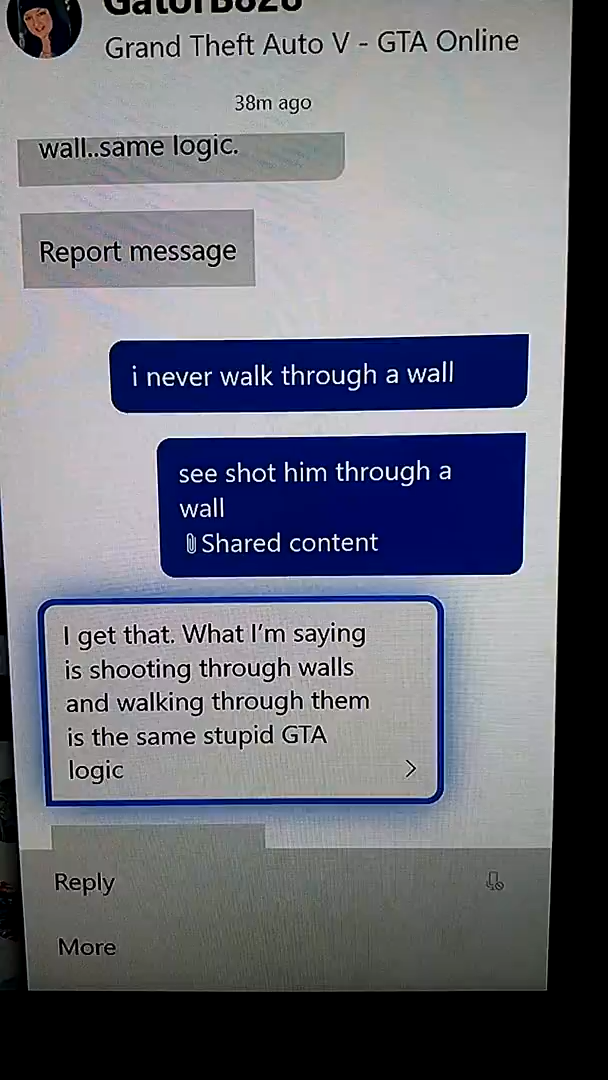 GatorB826
Grand Theft Auto V - GTA Online
38m ago
wall..same logic.
Report message
i never walk through a wall
see shot him through a
wall
Shared content
I get that. What I'm saying
is shooting through walls
and walking through them
is the same stupid GTA
logic
Reply
More